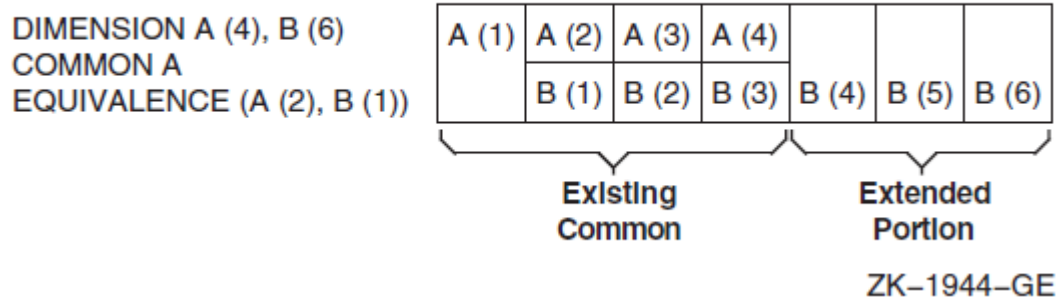 DIMENSION A (4), B (6)
COMMON A
EQUIVALENCE (A (2), B (1))
A (1) A (2) A (3) A (4)
B (1) B (2) B (3) B (4) B (5) B (6)
Existing Extended
Common Portion
ZK–1944–GE